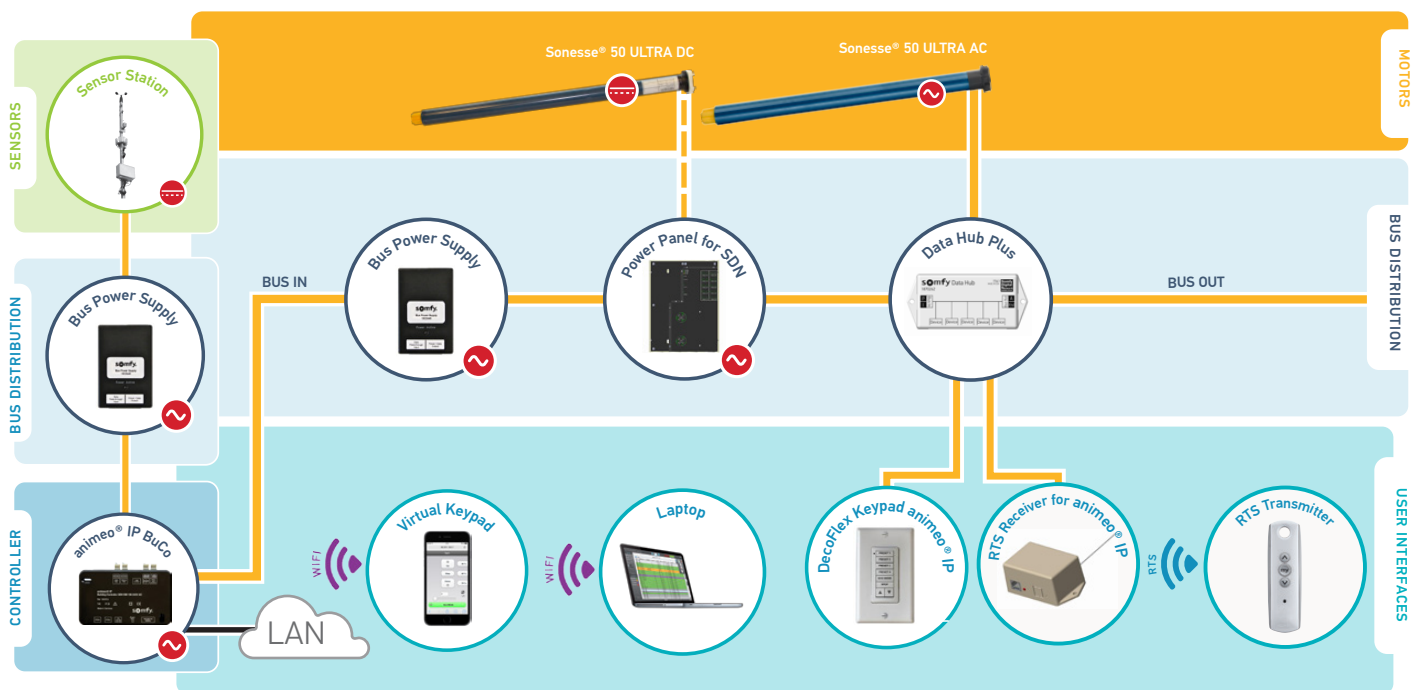 Sonesse® 50 ULTRA DC
Sonesse® 50 ULTRA AC
MOTORS
Sensor Station
SENSORS
Bus Power Supply
somfy.
BUS DISTRIBUTION
BUS IN
Bus Power Supply
somfy.
Power Panel for SDN
Data Hub Plus
somfy Data Hub
BUS OUT
BUS DISTRIBUTION
animeo® IP BuCo
somfy.
CONTROLLER
LAN
WIFI
Virtual Keypad
WIFI
Laptop
DecoFlex Keypad animeo® IP
RTS Receiver for animeo® IP
RTS
RTS Transmitter
USER INTERFACES